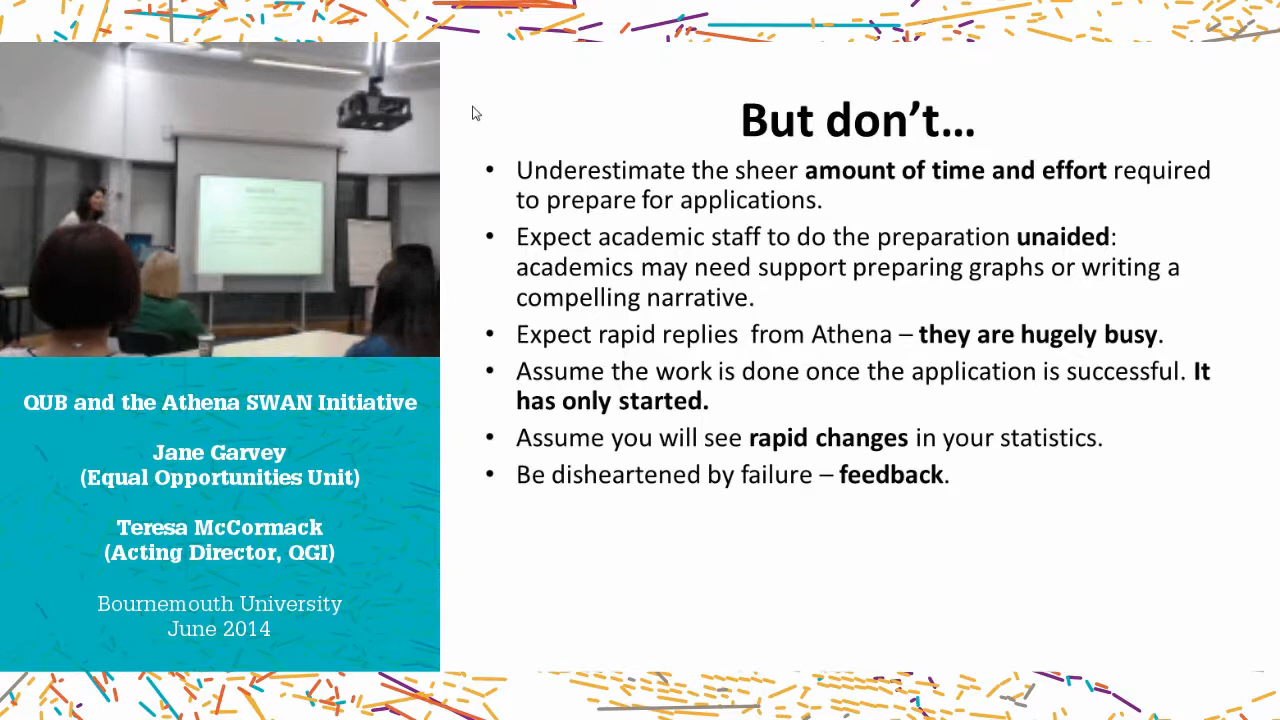 But don't...
• Underestimate the sheer amount of time and effort required
to prepare for applications.
• Expect academic staff to do the preparation unaided:
academics may need support preparing graphs or writing a
compelling narrative.
• Expect rapid replies  from Athena – they are hugely busy.
• Assume the work is done once the application is successful. It
has only started.
• Assume you will see rapid changes in your statistics.
• Be disheartened by failure – feedback.
QUB and the Athena SWAN Initiative
Jane Garvey
(Equal Opportunities Unit)
Teresa McCormack
(Acting Director, QGI)
Bournemouth University
June 2014